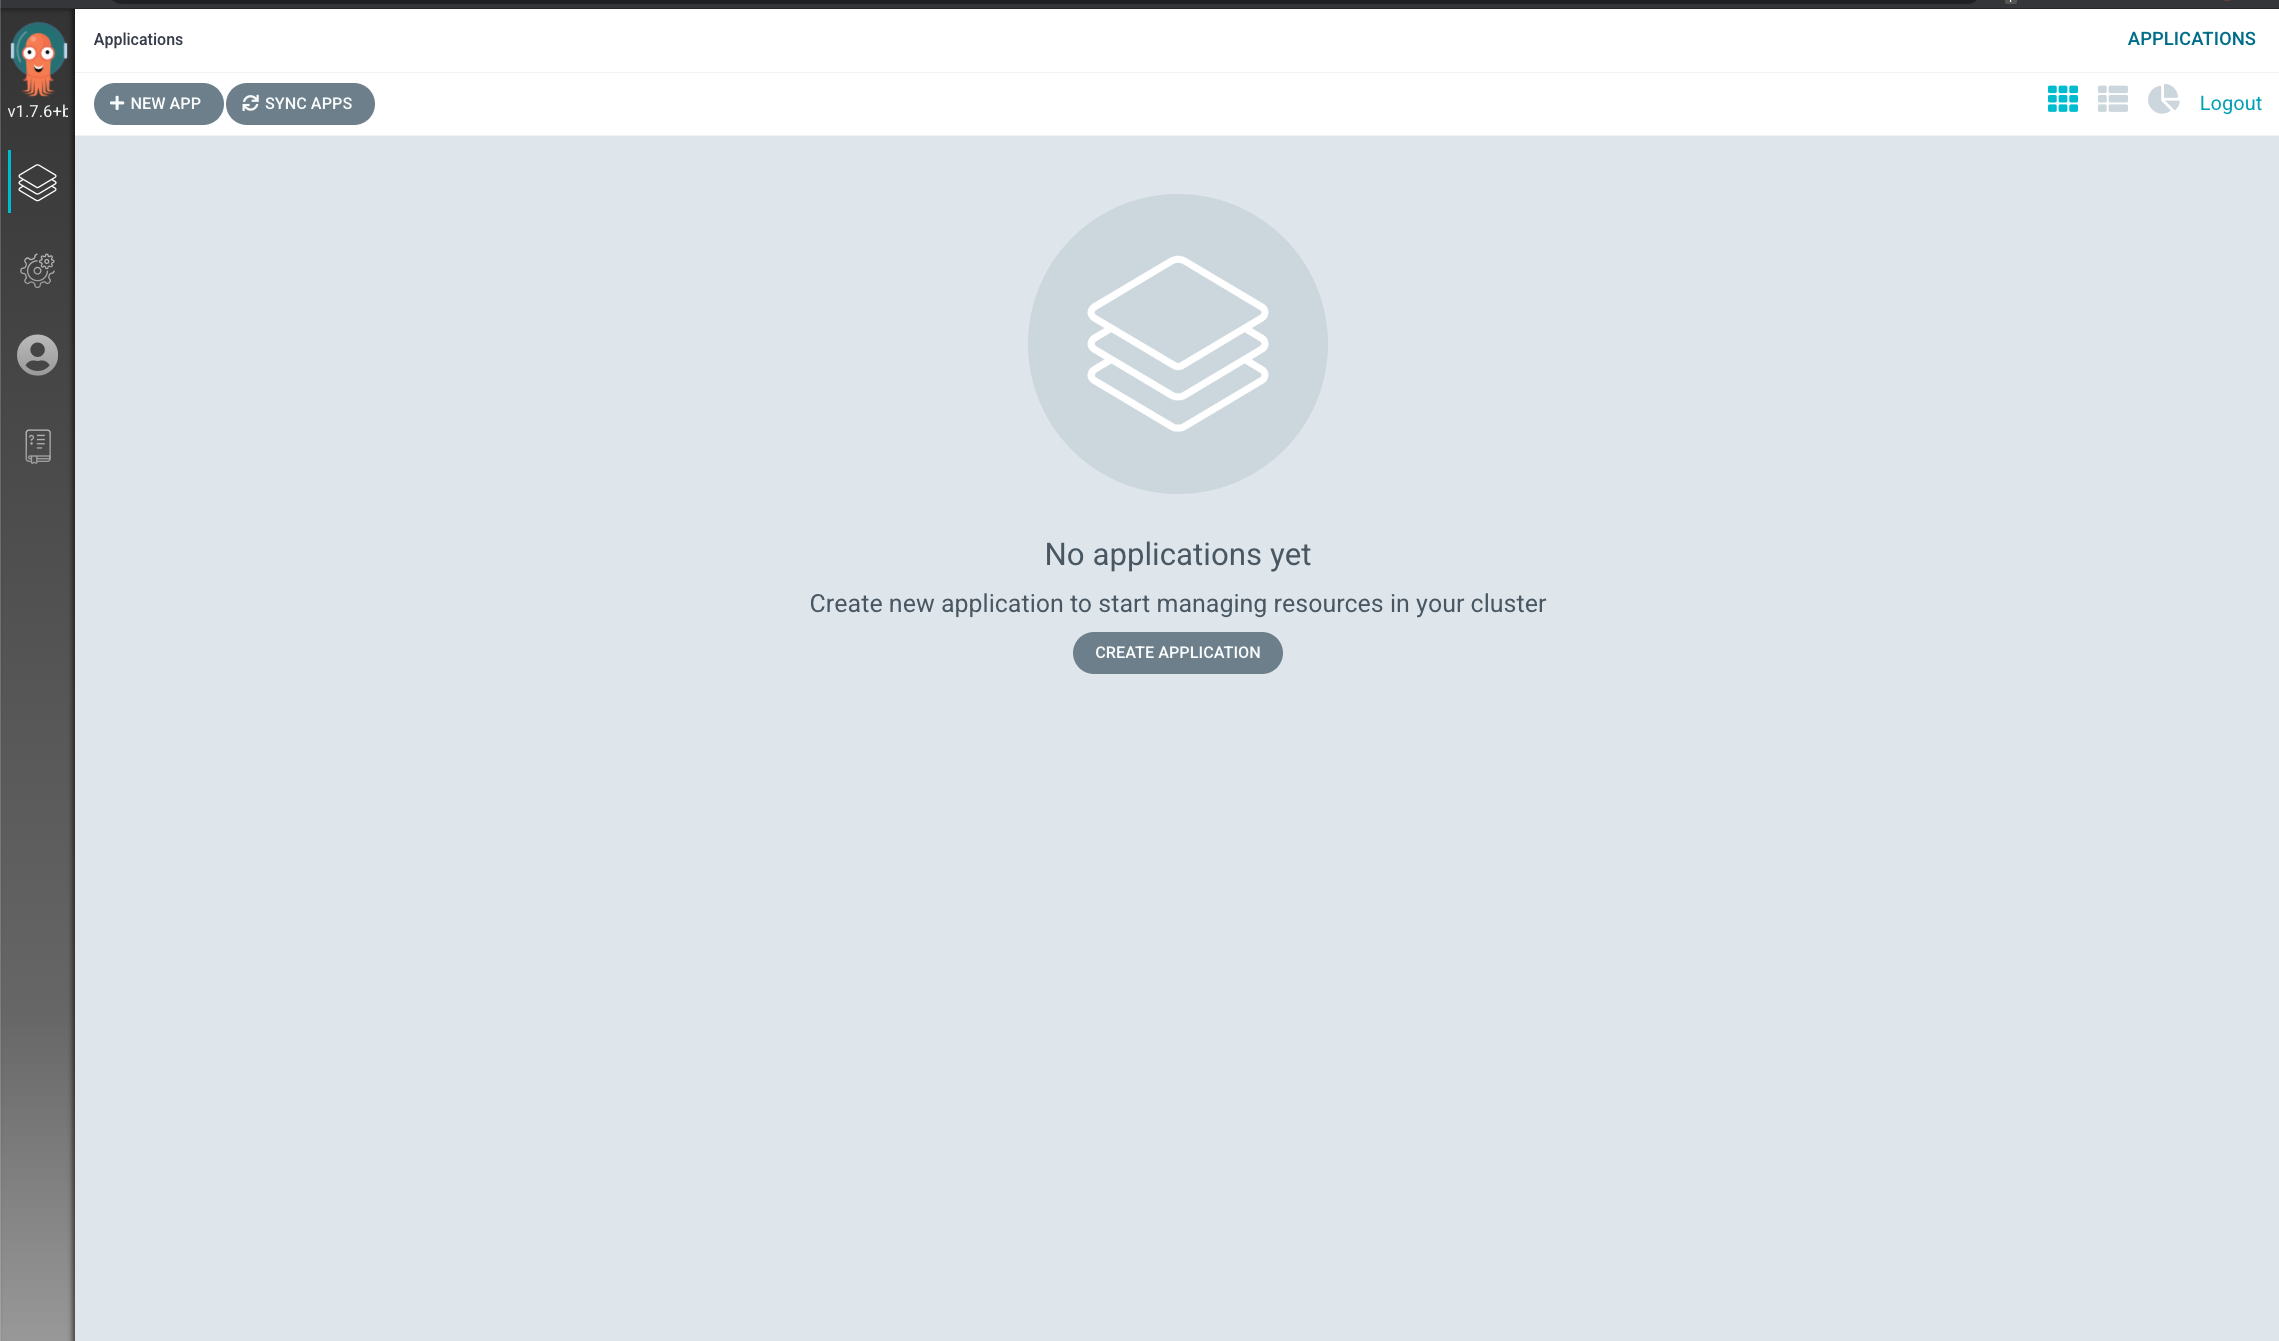 Applications
APPLICATIONS
v1.7.6+b
NEW APP
SYNC APPS
Logout
No applications yet
Create new application to start managing resources in your cluster
CREATE APPLICATION